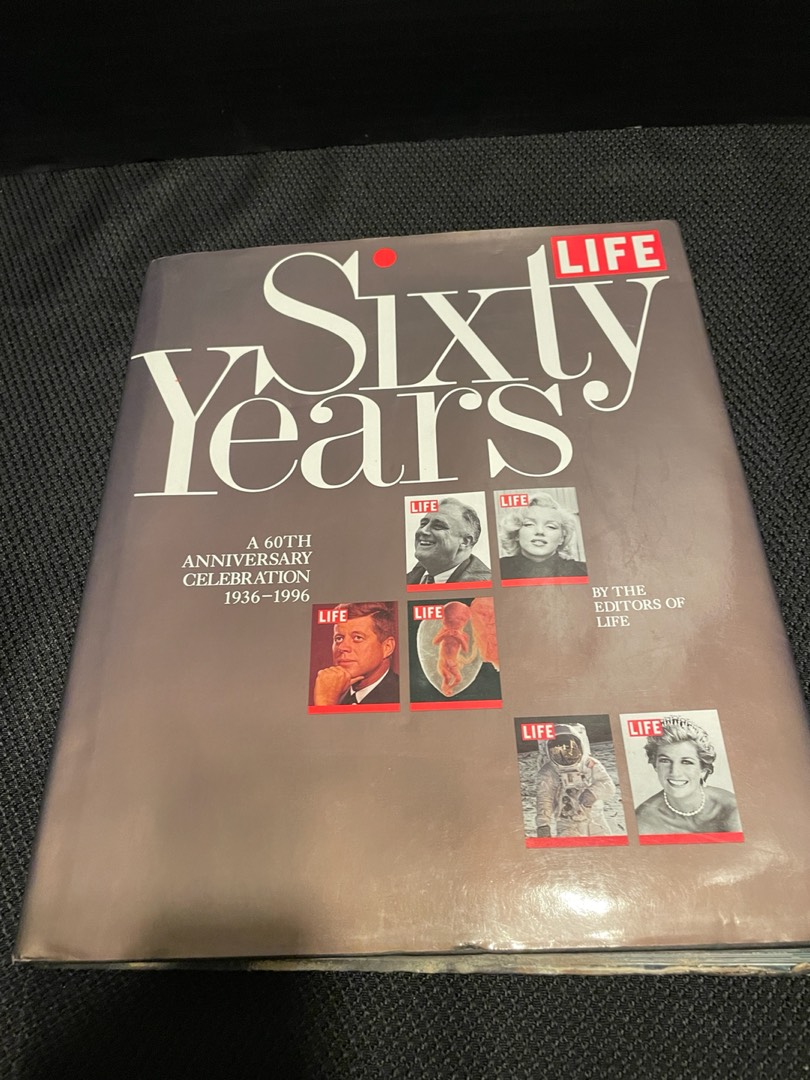 LIFE
Sixty
Years
A 60TH
ANNIVERSARY
CELEBRATION
1936–1996
LIFE
LIFE
BY THE
EDITORS OF
LIFE
LIFE
LIFE
LIFE
LIFE